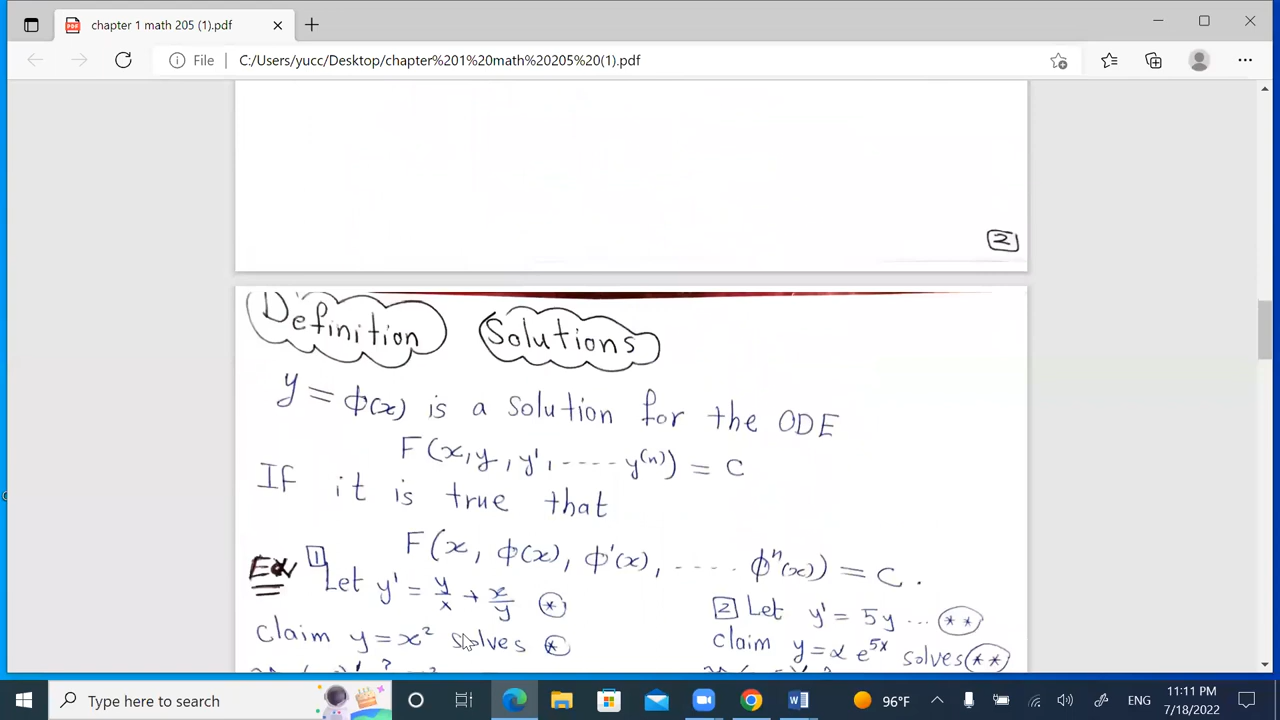 chapter 1 math 205 (1).pdf
File
C:/Users/yucc/Desktop/chapter%201%20math%20205%20(1).pdf
2
Definition Solutions
y = ϕ(x) is a solution for the ODE
F(x, y, y', ----- y⁽ⁿ⁾) = C
If it is true that
F(x, ϕ(x), ϕ'(x), ---- ϕⁿ(x)) = C.
Ex 1 Let y' = y/x + x/y (*)
claim y = x² solves (*)
2 Let y' = 5y ... (**)
claim y = α e^5x solves (**)
Type here to search
96°F
ENG
11:11 PM
7/18/2022